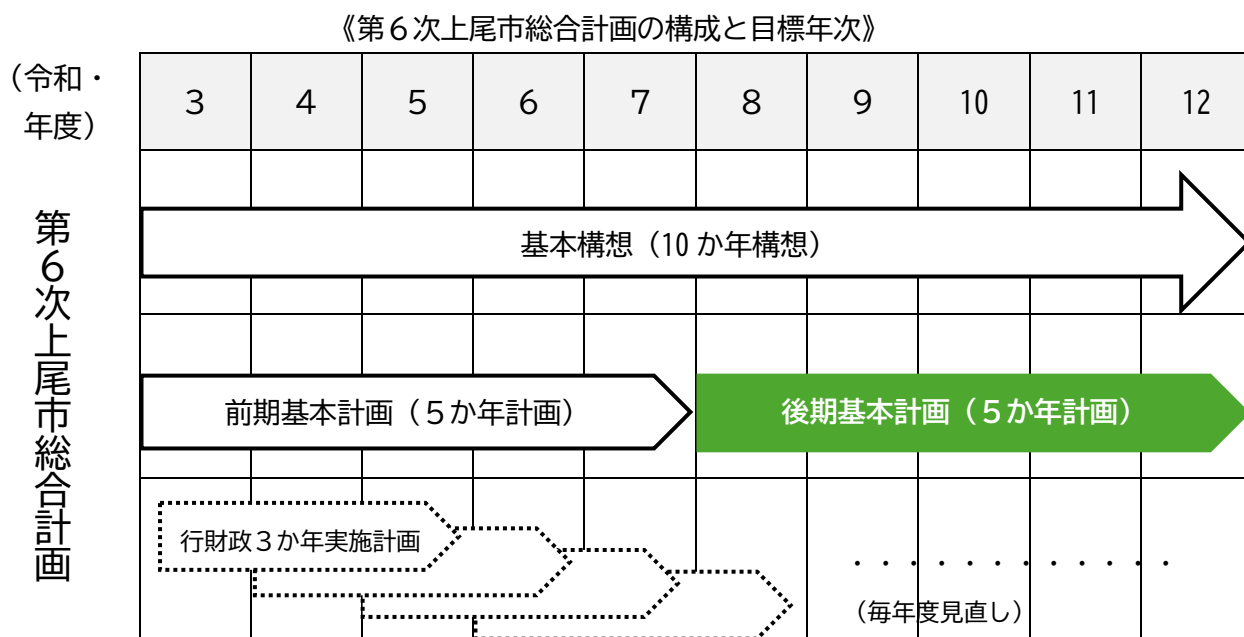 《第６次上尾市総合計画の構成と目標年次》
（令和・
年度）
３ ４ ５ ６ ７ ８ ９ 10 11 12
第６次上尾市総合計画
基本構想（10 か年構想）
前期基本計画（５か年計画）
後期基本計画（５か年計画）
行財政３か年実施計画
・・・・・・・・・・・・
（毎年度見直し）